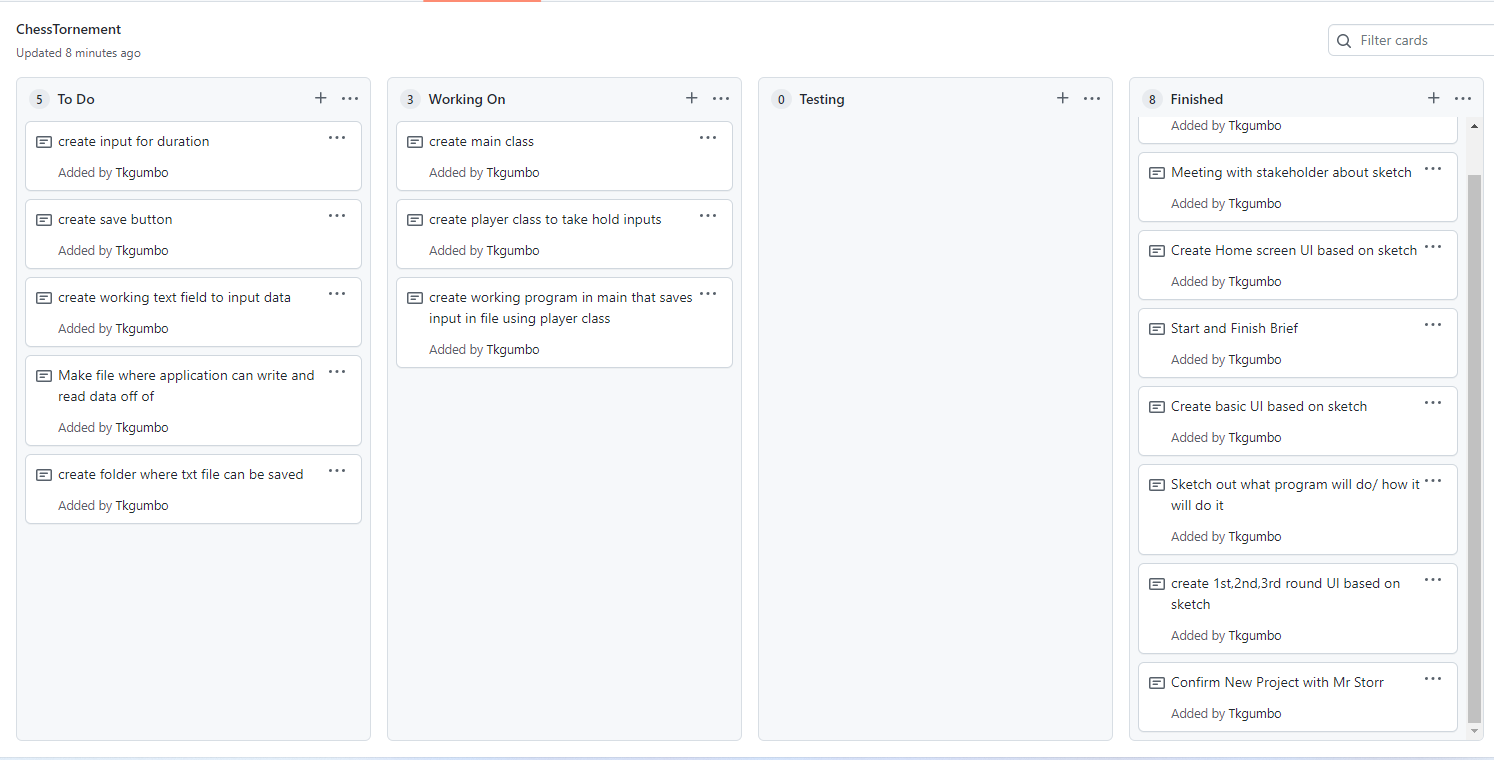 ChessTornement
Updated 8 minutes ago
Filter cards
5 To Do
create input for duration
Added by Tkgumbo
create save button
Added by Tkgumbo
create working text field to input data
Added by Tkgumbo
Make file where application can write and
read data off of
Added by Tkgumbo
create folder where txt file can be saved
Added by Tkgumbo
3 Working On
create main class
Added by Tkgumbo
create player class to take hold inputs
Added by Tkgumbo
create working program in main that saves
input in file using player class
Added by Tkgumbo
0 Testing
8 Finished
Added by Tkgumbo
Meeting with stakeholder about sketch
Added by Tkgumbo
Create Home screen UI based on sketch
Added by Tkgumbo
Start and Finish Brief
Added by Tkgumbo
Create basic UI based on sketch
Added by Tkgumbo
Sketch out what program will do/ how it
will do it
Added by Tkgumbo
create 1st,2nd,3rd round UI based on
sketch
Added by Tkgumbo
Confirm New Project with Mr Storr
Added by Tkgumbo